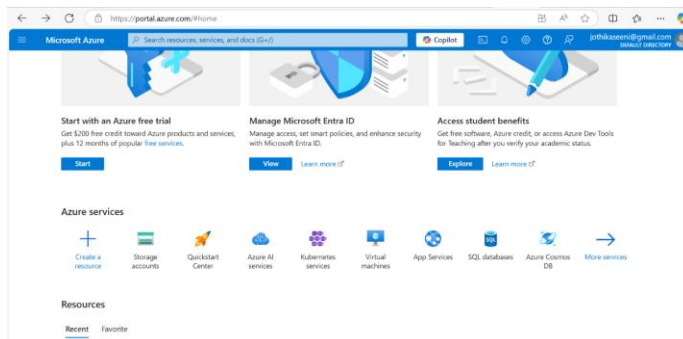 https://portal.azure.com/#home
Microsoft Azure
Search resources, services, and docs (G+/)
Copilot
jothikaseeni@gmail.com
DEFAULT DIRECTORY
Start with an Azure free trial
Get $200 free credit toward Azure products and services,
plus 12 months of popular free services.
Start
Manage Microsoft Entra ID
Manage access, set smart policies, and enhance security
with Microsoft Entra ID.
View
Learn more
Access student benefits
Get free software, Azure credit, or access Azure Dev Tools
for Teaching after you verify your academic status.
Explore
Learn more
Azure services
Create a
resource
Storage
accounts
Quickstart
Center
Azure AI
services
Kubernetes
services
Virtual
machines
App Services
SQL
SQL databases
Azure Cosmos
DB
More services
Resources
Recent
Favorite